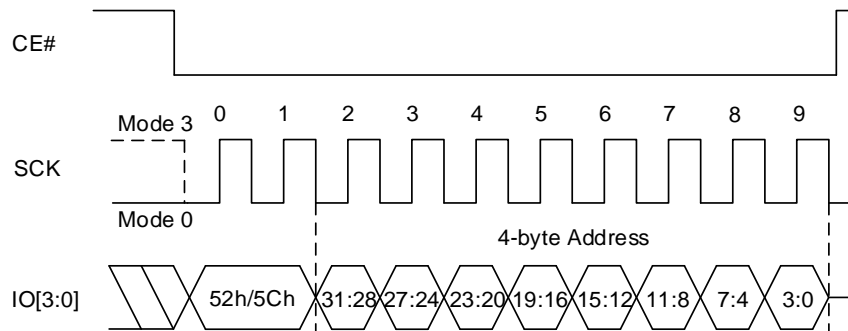 CE#
0 1 2 3 4 5 6 7 8 9
Mode 3
SCK
Mode 0
4-byte Address
IO[3:0] 52h/5Ch 31:28 27:24 23:20 19:16 15:12 11:8 7:4 3:0